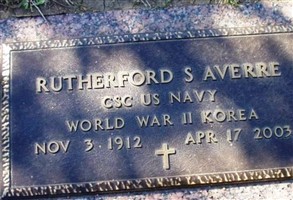 RUTHERFORD S AVERRE
CSC US NAVY
WORLD WAR II KOREA
NOV 3 1912 APR 17 2003